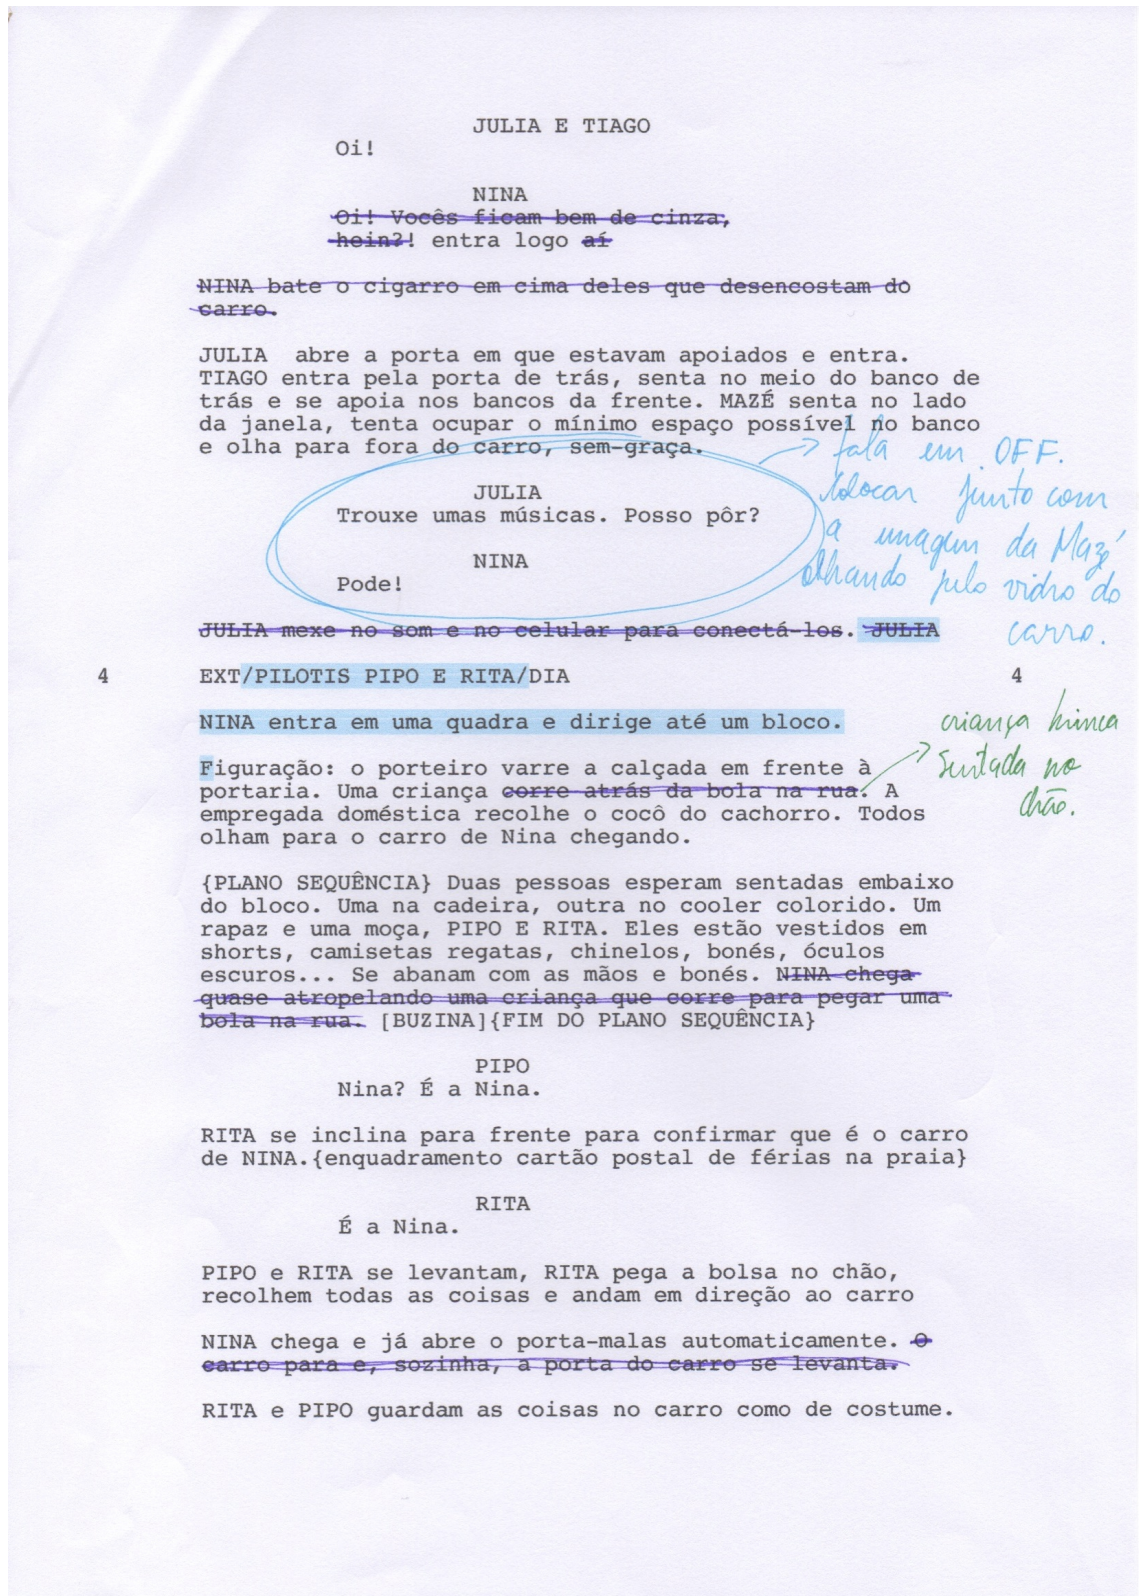 JULIA E TIAGO
Oi!
NINA
Oi! Vocês ficam bem de cinza,
hein?! entra logo aí
NINA bate o cigarro em cima deles que desencostam do
carro.
JULIA  abre a porta em que estavam apoiados e entra.
TIAGO entra pela porta de trás, senta no meio do banco de
trás e se apoia nos bancos da frente. MAZÉ senta no lado
da janela, tenta ocupar o mínimo espaço possível no banco
e olha para fora do carro, sem-graça.
fala em OFF.
Colocar junto com
a imagem da Mazé
olhando pelo vidro do
carro.
JULIA
Trouxe umas músicas. Posso pôr?
NINA
Pode!
JULIA mexe no som e no celular para conectá-los. JULIA
4 EXT/PILOTIS PIPO E RITA/DIA 4
NINA entra em uma quadra e dirige até um bloco.
criança brinca
sentada no
chão.
Figuração: o porteiro varre a calçada em frente à
portaria. Uma criança corre atrás da bola na rua. A
empregada doméstica recolhe o cocô do cachorro. Todos
olham para o carro de Nina chegando.
{PLANO SEQUÊNCIA} Duas pessoas esperam sentadas embaixo
do bloco. Uma na cadeira, outra no cooler colorido. Um
rapaz e uma moça, PIPO E RITA. Eles estão vestidos em
shorts, camisetas regatas, chinelos, bonés, óculos
escuros... Se abanam com as mãos e bonés. NINA chega
quase atropelando uma criança que corre para pegar uma
bola na rua. [BUZINA]{FIM DO PLANO SEQUÊNCIA}
PIPO
Nina? É a Nina.
RITA se inclina para frente para confirmar que é o carro
de NINA.{enquadramento cartão postal de férias na praia}
RITA
É a Nina.
PIPO e RITA se levantam, RITA pega a bolsa no chão,
recolhem todas as coisas e andam em direção ao carro
NINA chega e já abre o porta-malas automaticamente. O
carro para e, sozinha, a porta do carro se levanta.
RITA e PIPO guardam as coisas no carro como de costume.